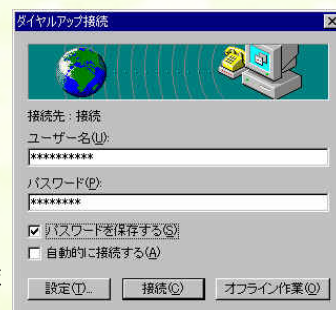 ダイヤルアップ接続
接続先 : 接続
ユーザー名(U):
**********
パスワード(P):
********
パスワードを保存する(S)
自動的に接続する(A)
設定(T)... 接続(C) オフライン作業(O)